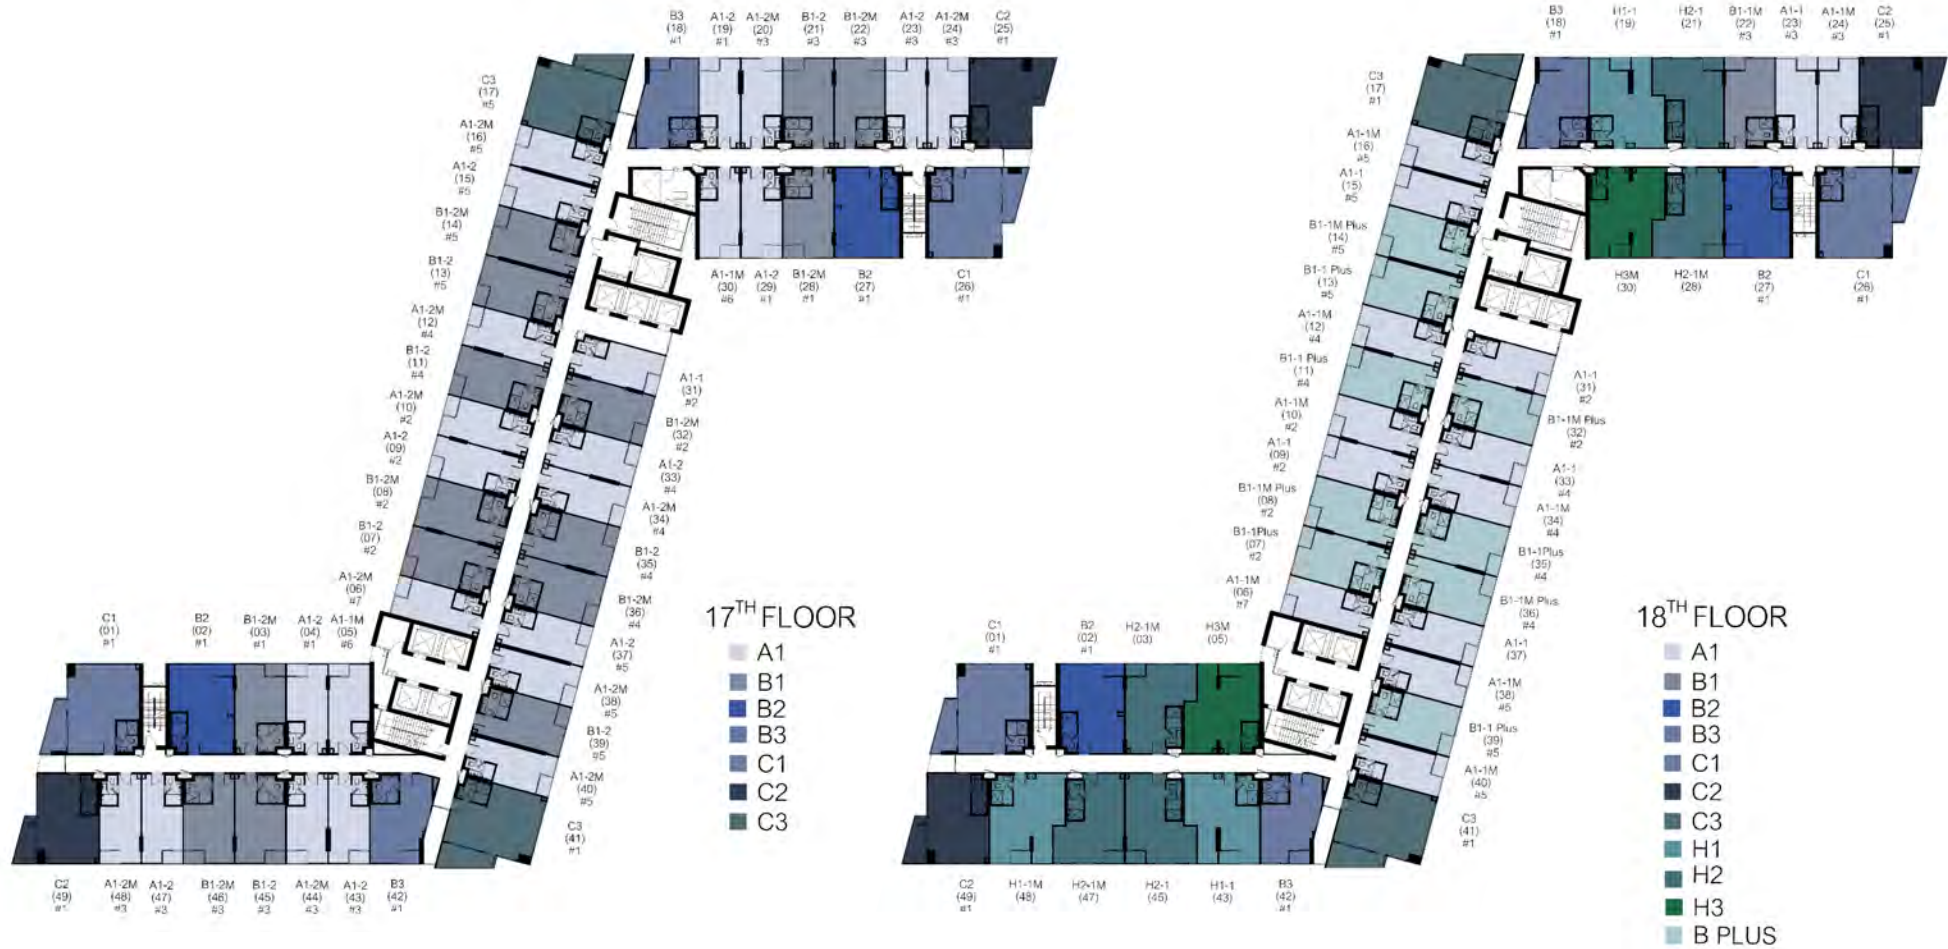 B3
(18)
#1
A1-2
(19)
#1
A1-2M
(20)
#3
B1-2
(21)
#3
B1-2M
(22)
#3
A1-2
(23)
#3
A1-2M
(24)
#3
C2
(25)
#1
C3
(17)
#5
A1-2M
(16)
#5
A1-2
(15)
#5
B1-2M
(14)
#5
B1-2
(13)
#5
A1-2M
(12)
#4
B1-2
(11)
#4
A1-2M
(10)
#2
A1-2
(09)
#2
B1-2M
(08)
#2
B1-2
(07)
#2
A1-2M
(06)
#7
A1-1M
(30)
#6
A1-2
(29)
#1
B1-2M
(28)
#1
B2
(27)
#1
C1
(26)
#1
A1-1
(31)
#2
B1-2M
(32)
#2
A1-2
(33)
#4
A1-2M
(34)
#4
B1-2
(35)
#4
B1-2M
(36)
#4
A1-2
(37)
#5
A1-2M
(38)
#5
B1-2
(39)
#5
A1-2M
(40)
#5
C3
(41)
#1
C1
(01)
#1
B2
(02)
#1
B1-2M
(03)
#1
A1-2
(04)
#1
A1-1M
(05)
#6
C2
(49)
#1
A1-2M
(48)
#3
A1-2
(47)
#3
B1-2M
(46)
#3
B1-2
(45)
#3
A1-2M
(44)
#3
A1-2
(43)
#3
B3
(42)
#1
17TH FLOOR
A1
B1
B2
B3
C1
C2
C3
B3
(18)
#1
H1-1
(19)
H2-1
(21)
B1-1M
(22)
#3
A1-1
(23)
#3
A1-1M
(24)
#3
C2
(25)
#1
C3
(17)
#1
A1-1M
(16)
#5
A1-1
(15)
#5
B1-1M Plus
(14)
#5
B1-1 Plus
(13)
#5
A1-1M
(12)
#4
B1-1 Plus
(11)
#4
A1-1M
(10)
#2
A1-1
(09)
#2
B1-1M Plus
(08)
#2
B1-1Plus
(07)
#2
A1-1M
(06)
#7
H3M
(30)
H2-1M
(28)
B2
(27)
#1
C1
(26)
#1
A1-1
(31)
#2
B1-1M Plus
(32)
#2
A1-1
(33)
#4
A1-1M
(34)
#4
B1-1Plus
(35)
#4
B1-1M Plus
(36)
#4
A1-1
(37)
A1-1M
(38)
#5
B1-1 Plus
(39)
#5
A1-1M
(40)
#5
C3
(41)
#1
C1
(01)
#1
B2
(02)
#1
H2-1M
(03)
H3M
(05)
C2
(49)
#1
H1-1M
(48)
H2-1M
(47)
H2-1
(45)
H1-1
(43)
B3
(42)
#1
18TH FLOOR
A1
B1
B2
B3
C1
C2
C3
H1
H2
H3
B PLUS